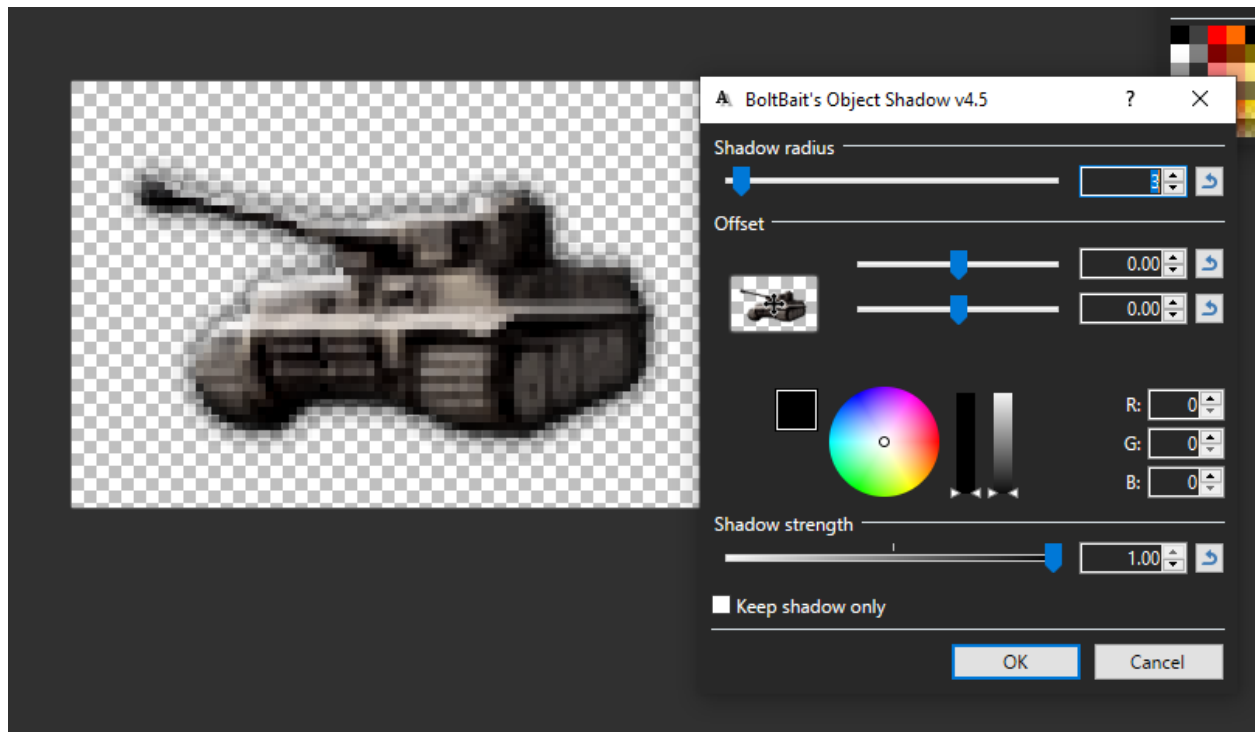 A BoltBait's Object Shadow v4.5 ? ×
Shadow radius
3
Offset
0.00
0.00
R: 0
G: 0
B: 0
Shadow strength
1.00
Keep shadow only
OK Cancel